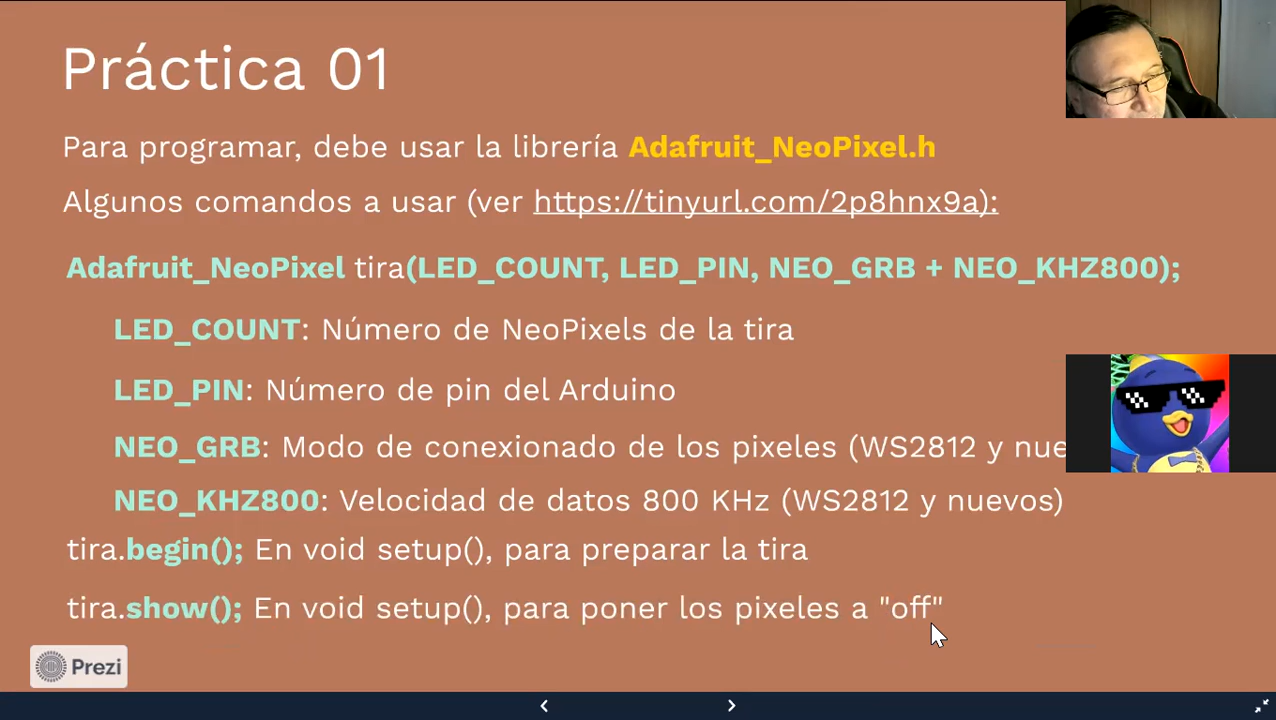 Práctica 01
Para programar, debe usar la librería Adafruit_NeoPixel.h
Algunos comandos a usar (ver https://tinyurl.com/2p8hnx9a):
Adafruit_NeoPixel tira(LED_COUNT, LED_PIN, NEO_GRB + NEO_KHZ800);
LED_COUNT: Número de NeoPixels de la tira
LED_PIN: Número de pin del Arduino
NEO_GRB: Modo de conexionado de los pixeles (WS2812 y nue
NEO_KHZ800: Velocidad de datos 800 KHz (WS2812 y nuevos)
tira.begin(); En void setup(), para preparar la tira
tira.show(); En void setup(), para poner los pixeles a "off"
Prezi